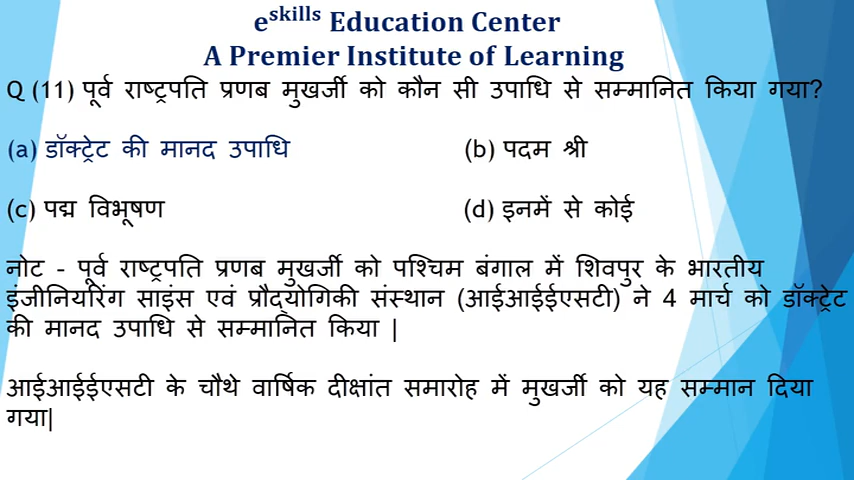 eskills Education Center
A Premier Institute of Learning
Q (11) पूर्व राष्ट्रपति प्रणब मुखर्जी को कौन सी उपाधि से सम्मानित किया गया?
(a) डॉक्ट्रेट की मानद उपाधि (b) पदम श्री
(c) पद्म विभूषण (d) इनमें से कोई
नोट - पूर्व राष्ट्रपति प्रणब मुखर्जी को पश्चिम बंगाल में शिवपुर के भारतीय
इंजीनियरिंग साइंस एवं प्रौद्योगिकी संस्थान (आईआईईएसटी) ने 4 मार्च को डॉक्ट्रेट
की मानद उपाधि से सम्मानित किया |
आईआईईएसटी के चौथे वार्षिक दीक्षांत समारोह में मुखर्जी को यह सम्मान दिया
गया|